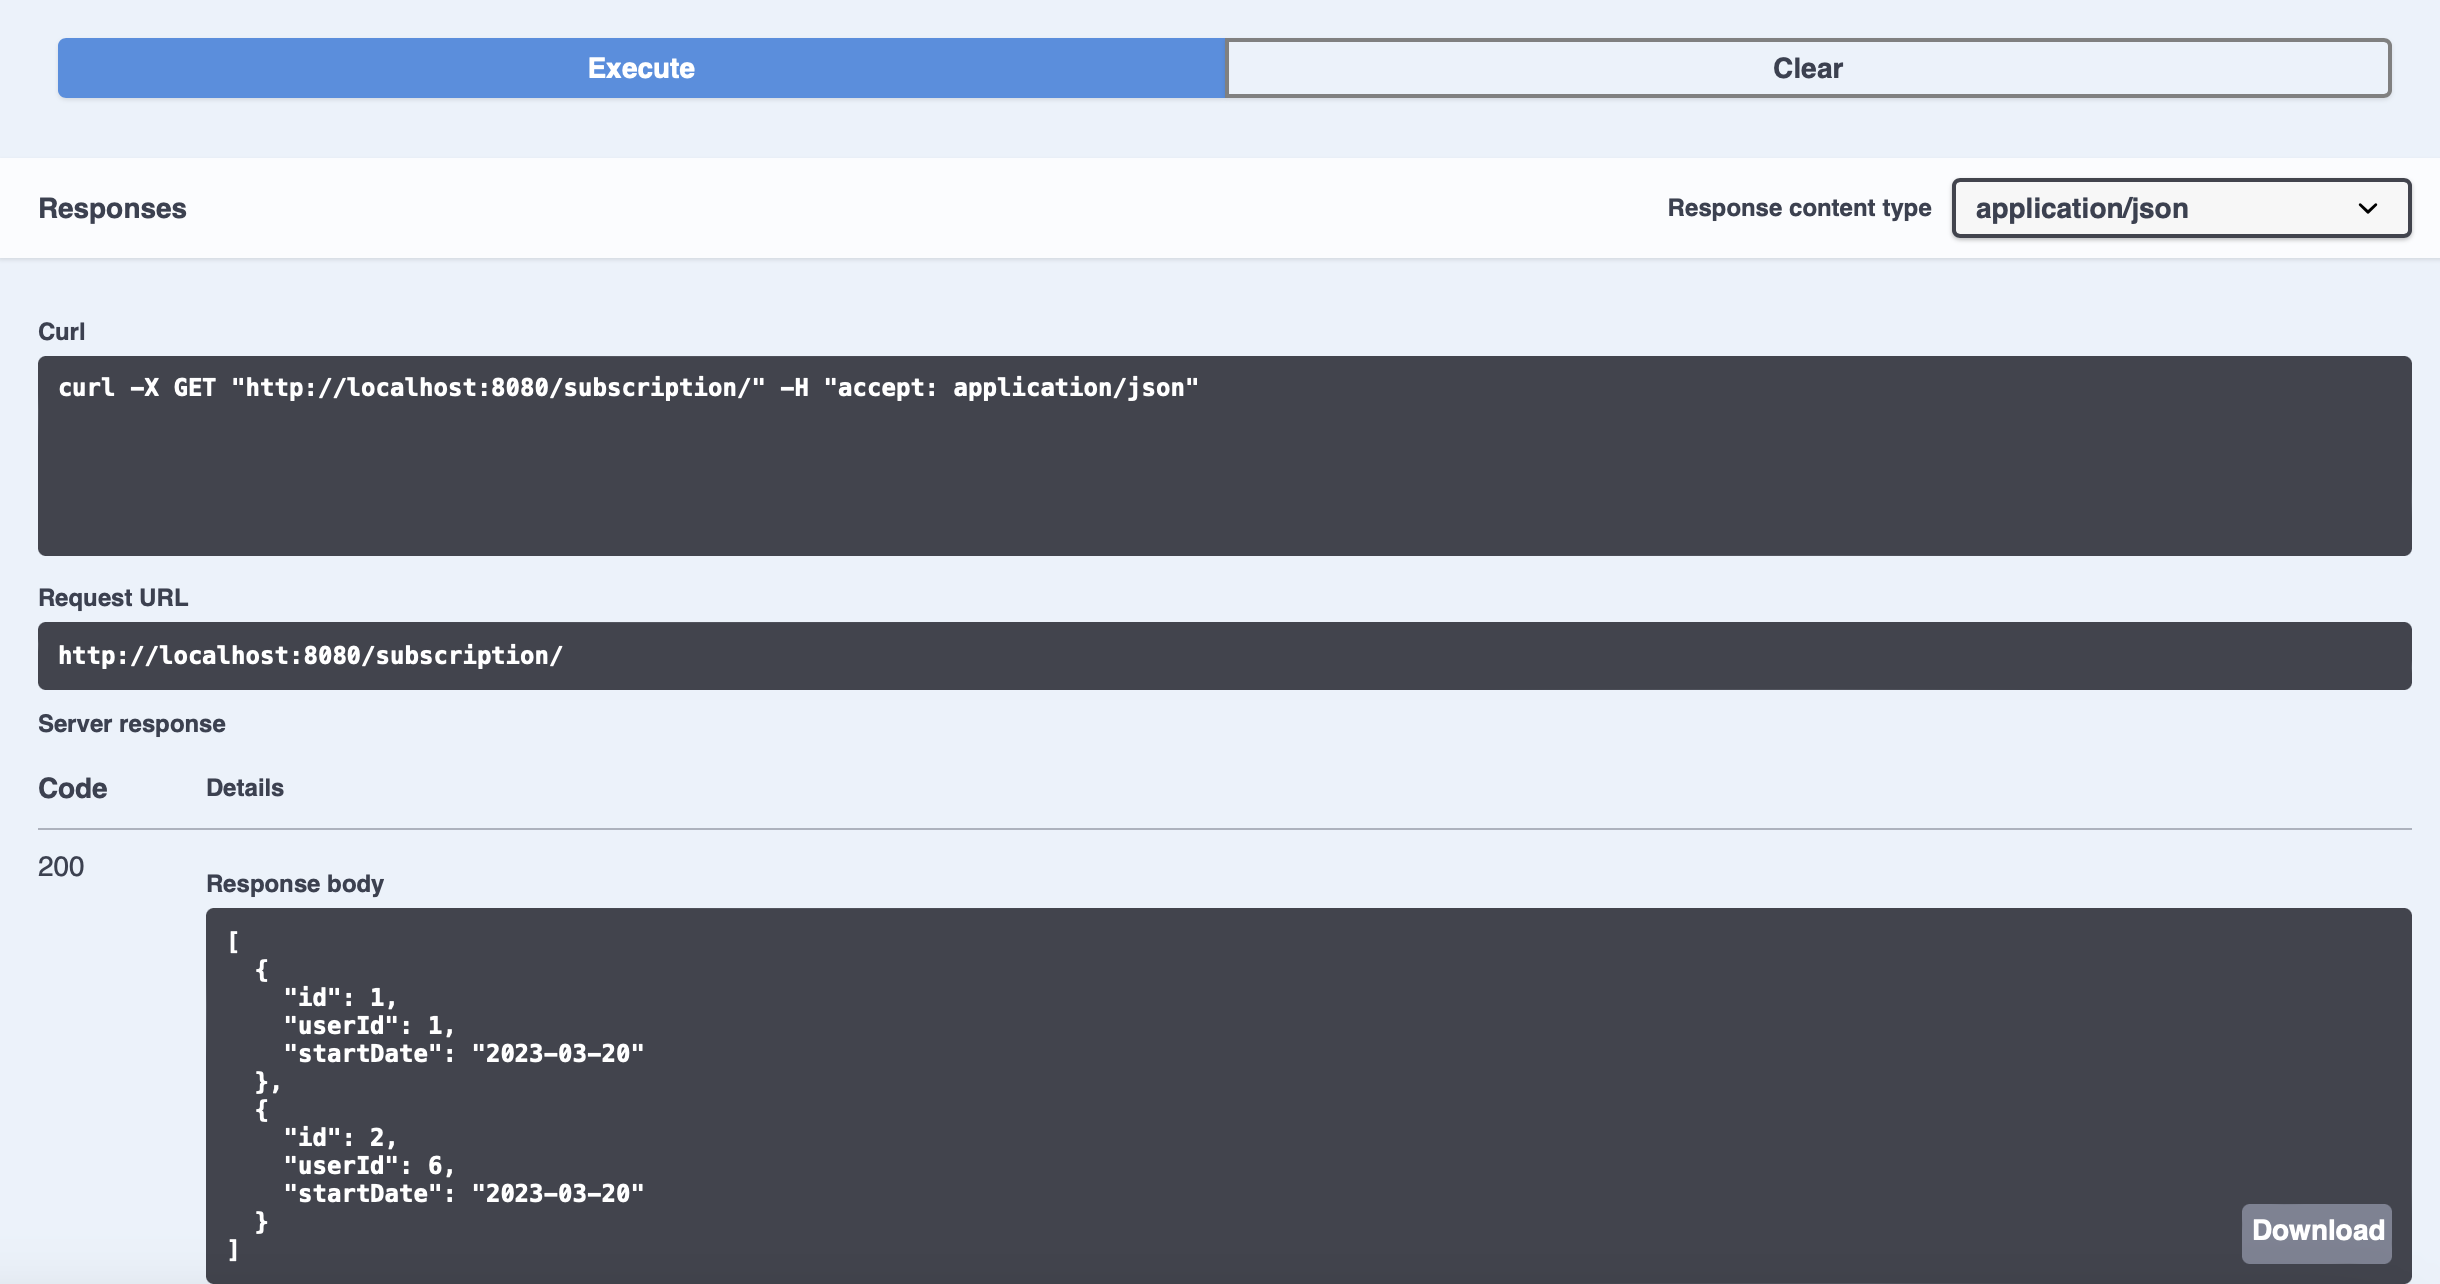 Execute
Clear
Responses
Response content type
application/json
Curl
curl -X GET "http://localhost:8080/subscription/" -H "accept: application/json"
Request URL
http://localhost:8080/subscription/
Server response
Code Details
200
Response body
[
  {
    "id": 1,
    "userId": 1,
    "startDate": "2023-03-20"
  },
  {
    "id": 2,
    "userId": 6,
    "startDate": "2023-03-20"
  }
]
Download